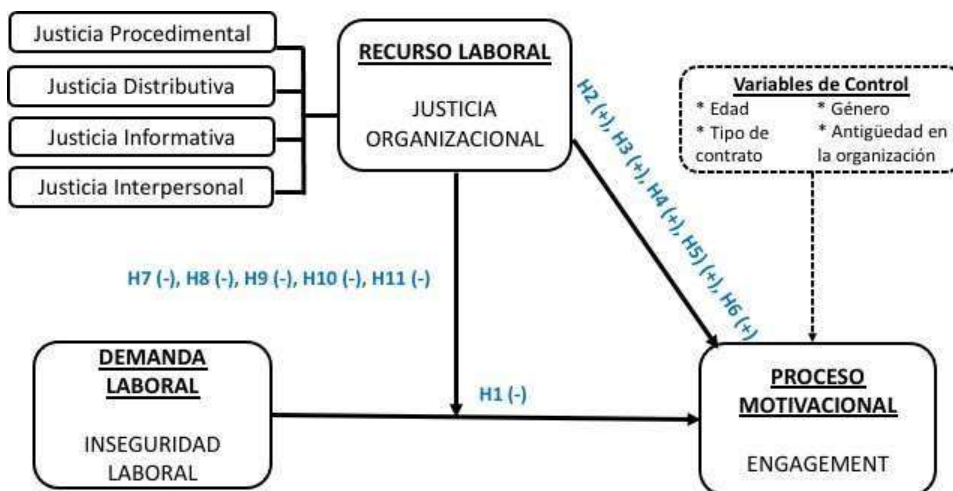 Justicia Procedimental
Justicia Distributiva
Justicia Informativa
Justicia Interpersonal
RECURSO LABORAL
JUSTICIA
ORGANIZACIONAL
H2 (+), H3 (+), H4 (+), H5) (+), H6 (+)
Variables de Control
* Edad
* Género
* Tipo de
contrato
* Antigüedad en
la organización
H7 (-), H8 (-), H9 (-), H10 (-), H11 (-)
DEMANDA
LABORAL
INSEGURIDAD
LABORAL
H1 (-)
PROCESO
MOTIVACIONAL
ENGAGEMENT